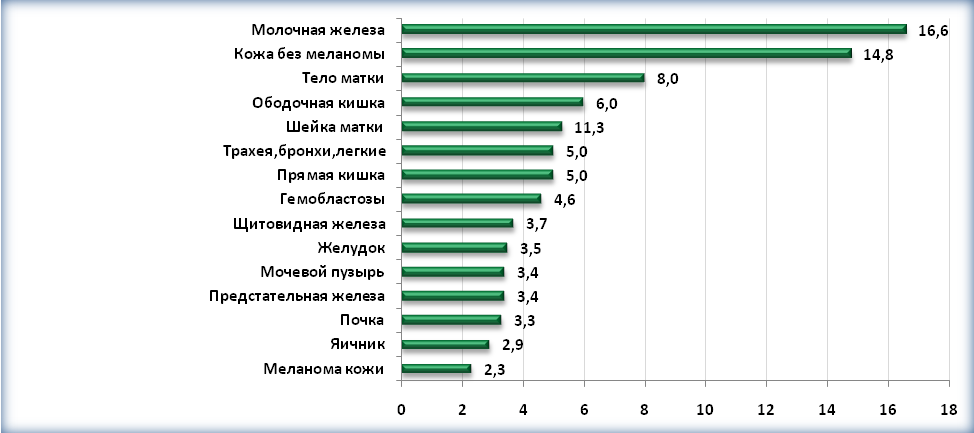 Молочная железа 16,6
Кожа без меланомы 14,8
Тело матки 8,0
Ободочная кишка 6,0
Шейка матки 11,3
Трахея,бронхи,легкие 5,0
Прямая кишка 5,0
Гемобластозы 4,6
Щитовидная железа 3,7
Желудок 3,5
Мочевой пузырь 3,4
Предстательная железа 3,4
Почка 3,3
Яичник 2,9
Меланома кожи 2,3
0 2 4 6 8 10 12 14 16 18